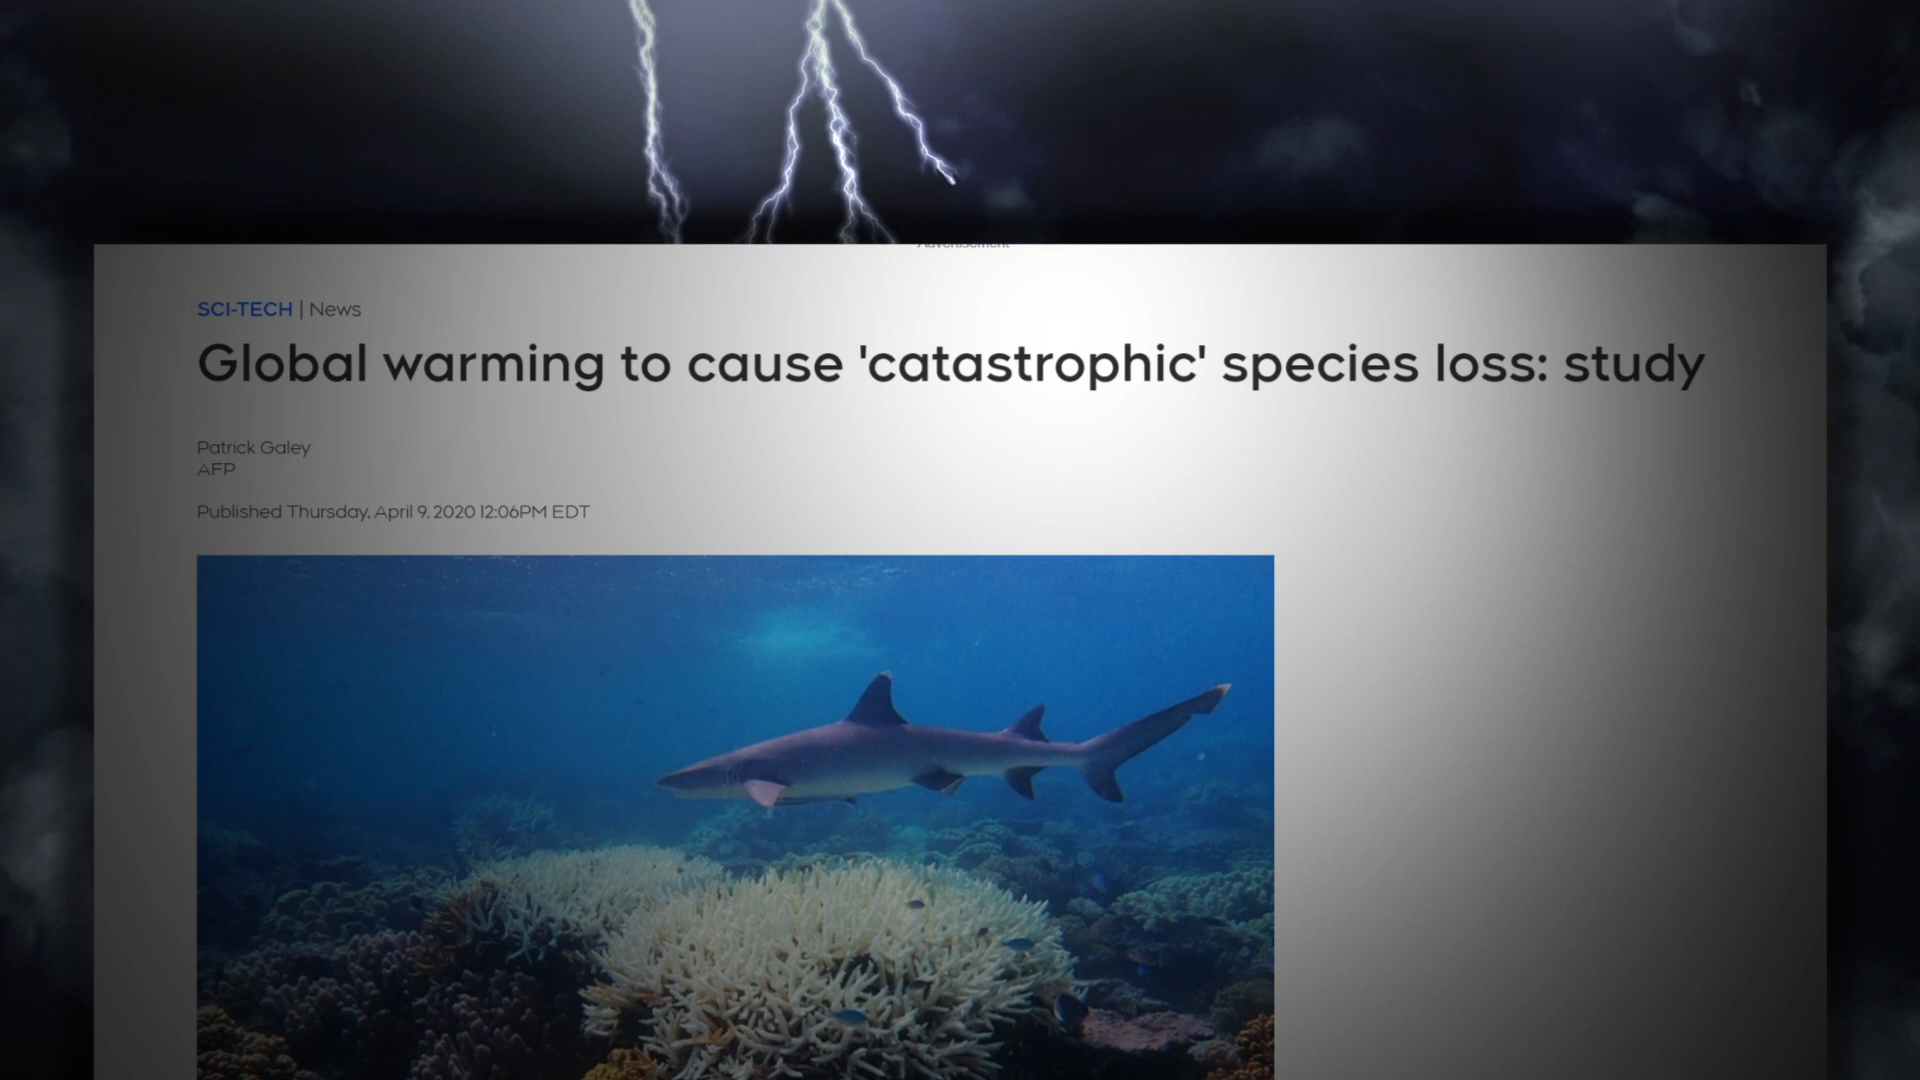 Advertisement
SCI-TECH | News
Global warming to cause 'catastrophic' species loss: study
Patrick Galey
AFP
Published Thursday, April 9, 2020 12:06PM EDT